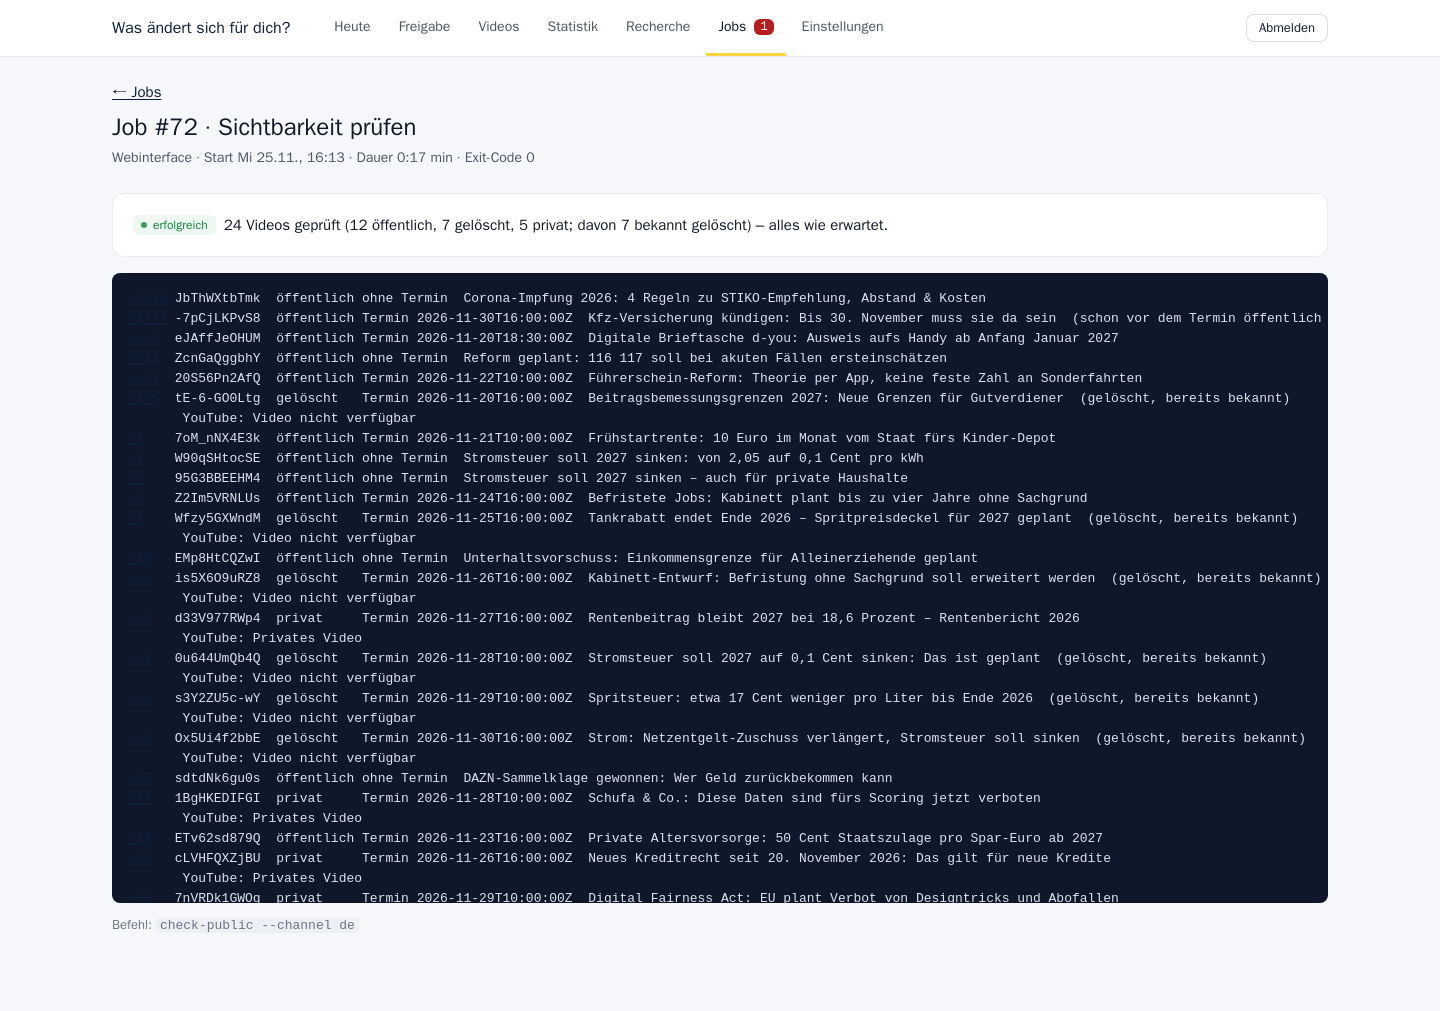 Was ändert sich für dich?
Heute
Freigabe
Videos
Statistik
Recherche
Jobs 1
Einstellungen
Abmelden
← Jobs
Job #72 · Sichtbarkeit prüfen
Webinterface · Start Mi 25.11., 16:13 · Dauer 0:17 min · Exit-Code 0
erfolgreich 24 Videos geprüft (12 öffentlich, 7 gelöscht, 5 privat; davon 7 bekannt gelöscht) – alles wie erwartet.
JbThWXtbTmk öffentlich ohne Termin Corona-Impfung 2026: 4 Regeln zu STIKO-Empfehlung, Abstand & Kosten
-7pCjLKPvS8 öffentlich Termin 2026-11-30T16:00:00Z Kfz-Versicherung kündigen: Bis 30. November muss sie da sein (schon vor dem Termin öffentlich
eJAffJeOHUM öffentlich Termin 2026-11-20T18:30:00Z Digitale Brieftasche d-you: Ausweis aufs Handy ab Anfang Januar 2027
ZcnGaQggbhY öffentlich ohne Termin Reform geplant: 116 117 soll bei akuten Fällen ersteinschätzen
20S56Pn2AfQ öffentlich Termin 2026-11-22T10:00:00Z Führerschein-Reform: Theorie per App, keine feste Zahl an Sonderfahrten
tE-6-GO0Ltg gelöscht Termin 2026-11-20T16:00:00Z Beitragsbemessungsgrenzen 2027: Neue Grenzen für Gutverdiener (gelöscht, bereits bekannt)
YouTube: Video nicht verfügbar
7oM_nNX4E3k öffentlich Termin 2026-11-21T10:00:00Z Frühstartrente: 10 Euro im Monat vom Staat fürs Kinder-Depot
W90qSHtocSE öffentlich ohne Termin Stromsteuer soll 2027 sinken: von 2,05 auf 0,1 Cent pro kWh
95G3BBEEHM4 öffentlich ohne Termin Stromsteuer soll 2027 sinken – auch für private Haushalte
Z2Im5VRNLUs öffentlich Termin 2026-11-24T16:00:00Z Befristete Jobs: Kabinett plant bis zu vier Jahre ohne Sachgrund
Wfzy5GXWndM gelöscht Termin 2026-11-25T16:00:00Z Tankrabatt endet Ende 2026 – Spritpreisdeckel für 2027 geplant (gelöscht, bereits bekannt)
YouTube: Video nicht verfügbar
EMp8HtCQZwI öffentlich ohne Termin Unterhaltsvorschuss: Einkommensgrenze für Alleinerziehende geplant
is5X6O9uRZ8 gelöscht Termin 2026-11-26T16:00:00Z Kabinett-Entwurf: Befristung ohne Sachgrund soll erweitert werden (gelöscht, bereits bekannt)
YouTube: Video nicht verfügbar
d33V977RWp4 privat Termin 2026-11-27T16:00:00Z Rentenbeitrag bleibt 2027 bei 18,6 Prozent – Rentenbericht 2026
YouTube: Privates Video
0u644UmQb4Q gelöscht Termin 2026-11-28T10:00:00Z Stromsteuer soll 2027 auf 0,1 Cent sinken: Das ist geplant (gelöscht, bereits bekannt)
YouTube: Video nicht verfügbar
s3Y2ZU5c-wY gelöscht Termin 2026-11-29T10:00:00Z Spritsteuer: etwa 17 Cent weniger pro Liter bis Ende 2026 (gelöscht, bereits bekannt)
YouTube: Video nicht verfügbar
Ox5Ui4f2bbE gelöscht Termin 2026-11-30T16:00:00Z Strom: Netzentgelt-Zuschuss verlängert, Stromsteuer soll sinken (gelöscht, bereits bekannt)
YouTube: Video nicht verfügbar
sdtdNk6gu0s öffentlich ohne Termin DAZN-Sammelklage gewonnen: Wer Geld zurückbekommen kann
1BgHKEDIFGI privat Termin 2026-11-28T10:00:00Z Schufa & Co.: Diese Daten sind fürs Scoring jetzt verboten
YouTube: Privates Video
ETv62sd879Q öffentlich Termin 2026-11-23T16:00:00Z Private Altersvorsorge: 50 Cent Staatszulage pro Spar-Euro ab 2027
cLVHFQXZjBU privat Termin 2026-11-26T16:00:00Z Neues Kreditrecht seit 20. November 2026: Das gilt für neue Kredite
YouTube: Privates Video
7nVRDk1GWOg privat Termin 2026-11-29T16:00:00Z Digital Fairness Act: EU plant Verbot von Designtricks und Abofallen
Befehl: check-public --channel de